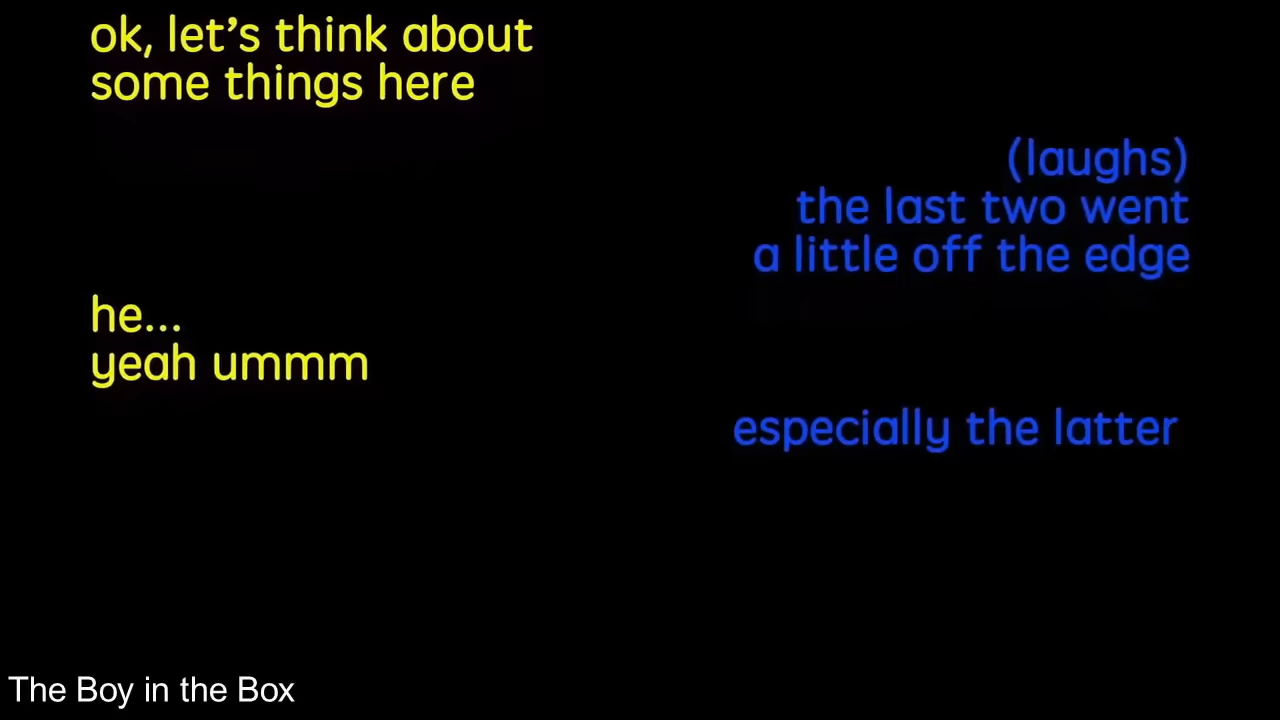 ok, let’s think about
some things here
(laughs)
the last two went
a little off the edge
he...
yeah ummm
especially the latter
The Boy in the Box